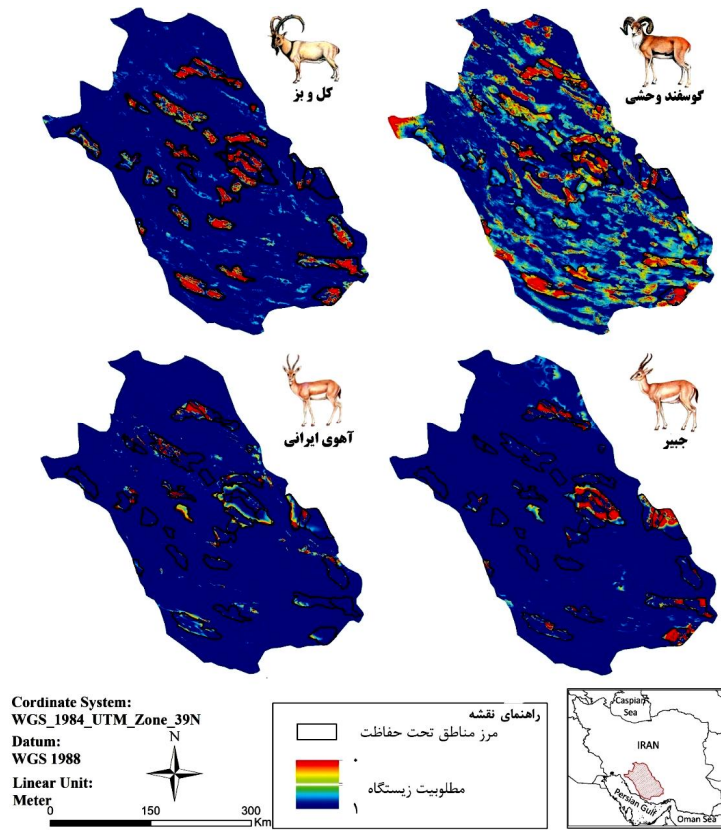 کل و بز
گوسفند وحشی
آهوی ایرانی
جبیر
Cordinate System:
WGS_1984_UTM_Zone_39N
Datum:
WGS 1988
Linear Unit:
Meter
N
0 150 300
Km
راهنمای نقشه
مرز مناطق تحت حفاظت
۰
مطلوبیت زیستگاه
۱
Caspian
Sea
IRAN
Persian Gulf
Oman Sea